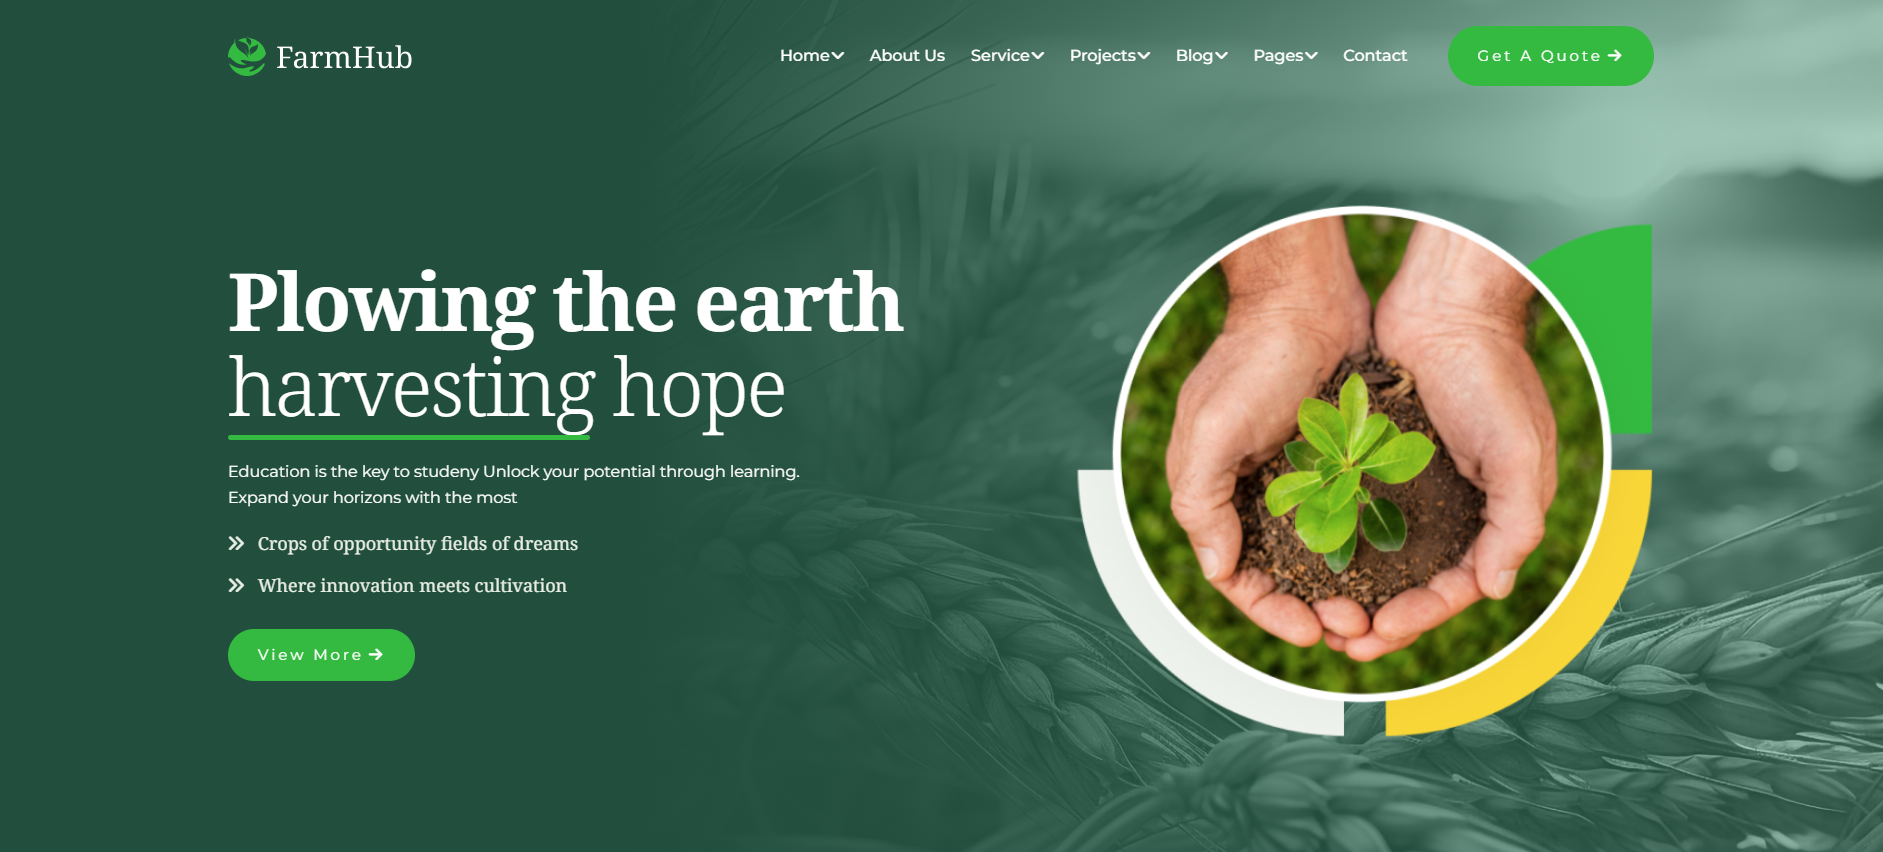 FarmHub
Home About Us Service Projects Blog Pages Contact Get A Quote
Plowing the earth
harvesting hope
Education is the key to studeny Unlock your potential through learning.
Expand your horizons with the most
Crops of opportunity fields of dreams
Where innovation meets cultivation
View More